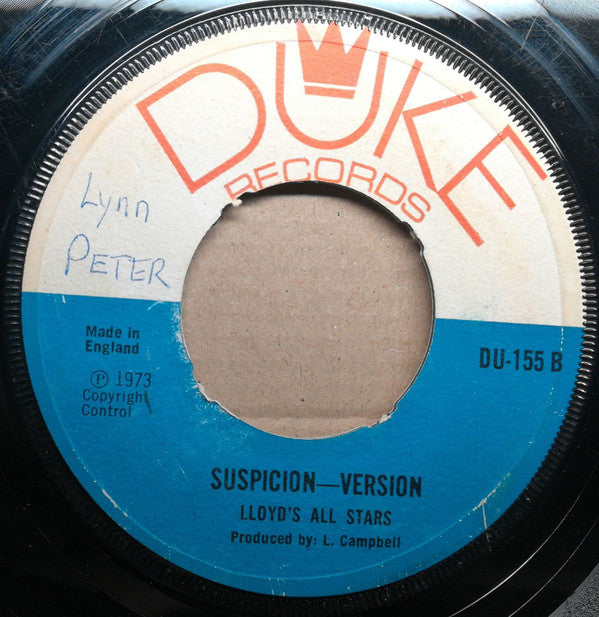 DUKE
RECORDS
Lynn
PETER
Made in
England
℗ 1973
Copyright
Control
DU-155 B
SUSPICION—VERSION
LLOYD'S ALL STARS
Produced by: L. Campbell